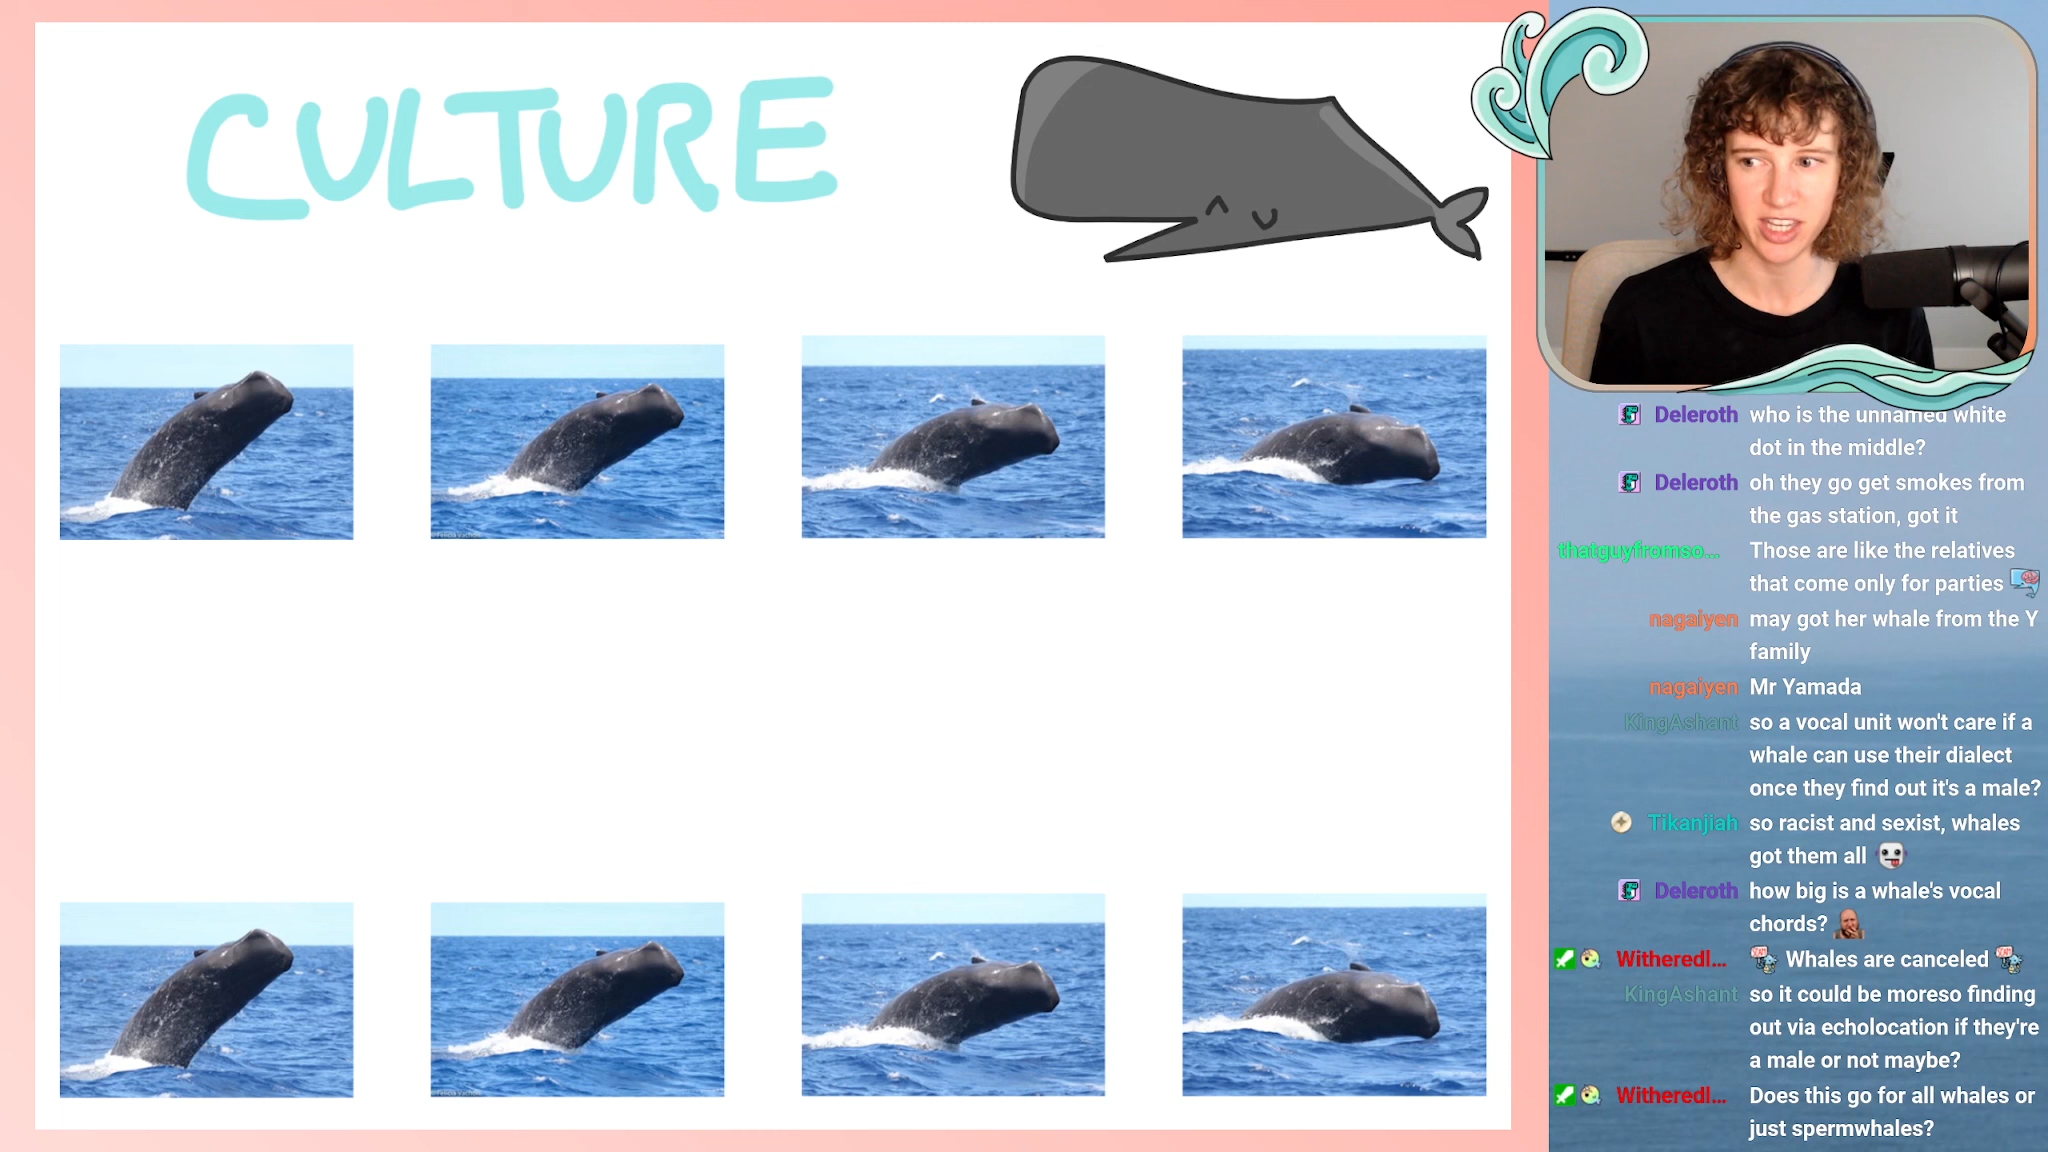 CULTURE
Deleroth who is the unnamed white
dot in the middle?
Deleroth oh they go get smokes from
the gas station, got it
thatguyfromso... Those are like the relatives
that come only for parties
nagaiyen may got her whale from the Y
family
nagaiyen Mr Yamada
KingAshant so a vocal unit won't care if a
whale can use their dialect
once they find out it's a male?
Tikanjiah so racist and sexist, whales
got them all
Deleroth how big is a whale's vocal
chords?
Witheredl... Whales are canceled
KingAshant so it could be moreso finding
out via echolocation if they're
a male or not maybe?
Witheredl... Does this go for all whales or
just spermwhales?